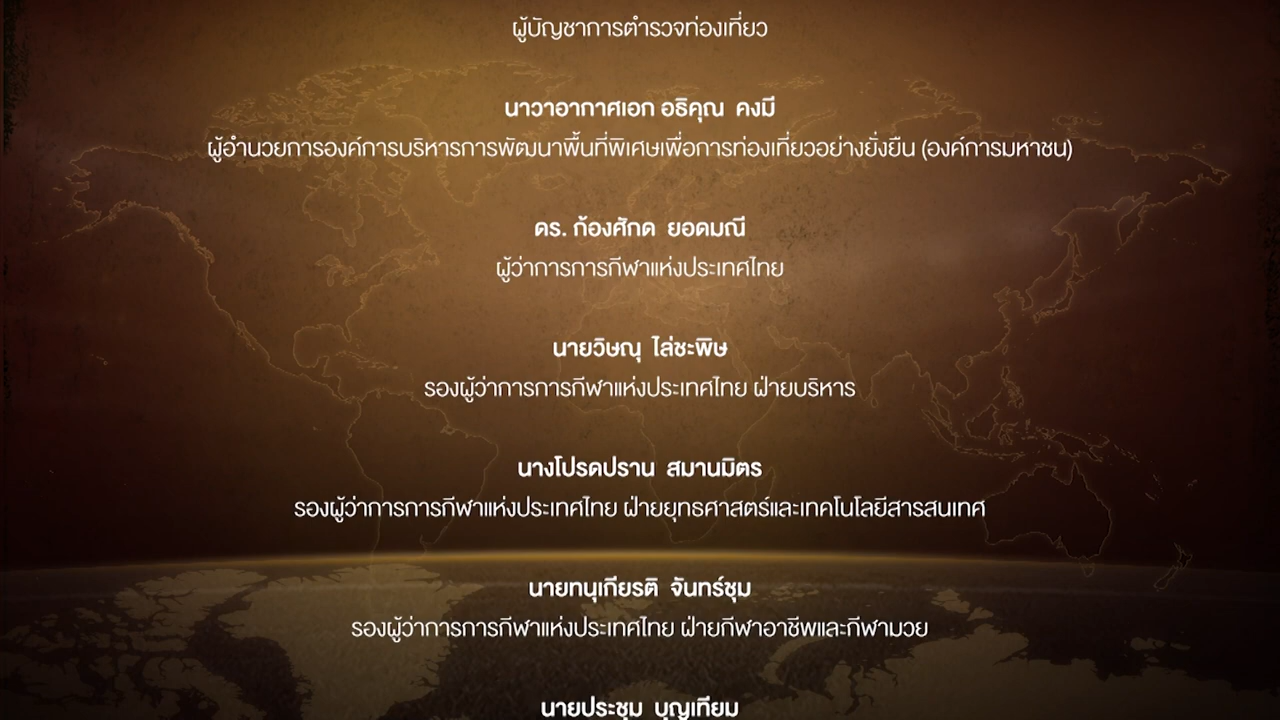 ผู้บัญชาการตำรวจท่องเที่ยว
นาวาอากาศเอก อธิคุณ คงมี
ผู้อำนวยการองค์การบริหารการพัฒนาพื้นที่พิเศษเพื่อการท่องเที่ยวอย่างยั่งยืน (องค์การมหาชน)
ดร. ก้องศักด ยอดมณี
ผู้ว่าการการกีฬาแห่งประเทศไทย
นายวิษณุ ไล่ชะพิษ
รองผู้ว่าการการกีฬาแห่งประเทศไทย ฝ่ายบริหาร
นางโปรดปราน สมานมิตร
รองผู้ว่าการการกีฬาแห่งประเทศไทย ฝ่ายยุทธศาสตร์และเทคโนโลยีสารสนเทศ
นายทนุเกียรติ จันทร์ชุม
รองผู้ว่าการการกีฬาแห่งประเทศไทย ฝ่ายกีฬาอาชีพและกีฬามวย
นายประชุม บุญเทียม